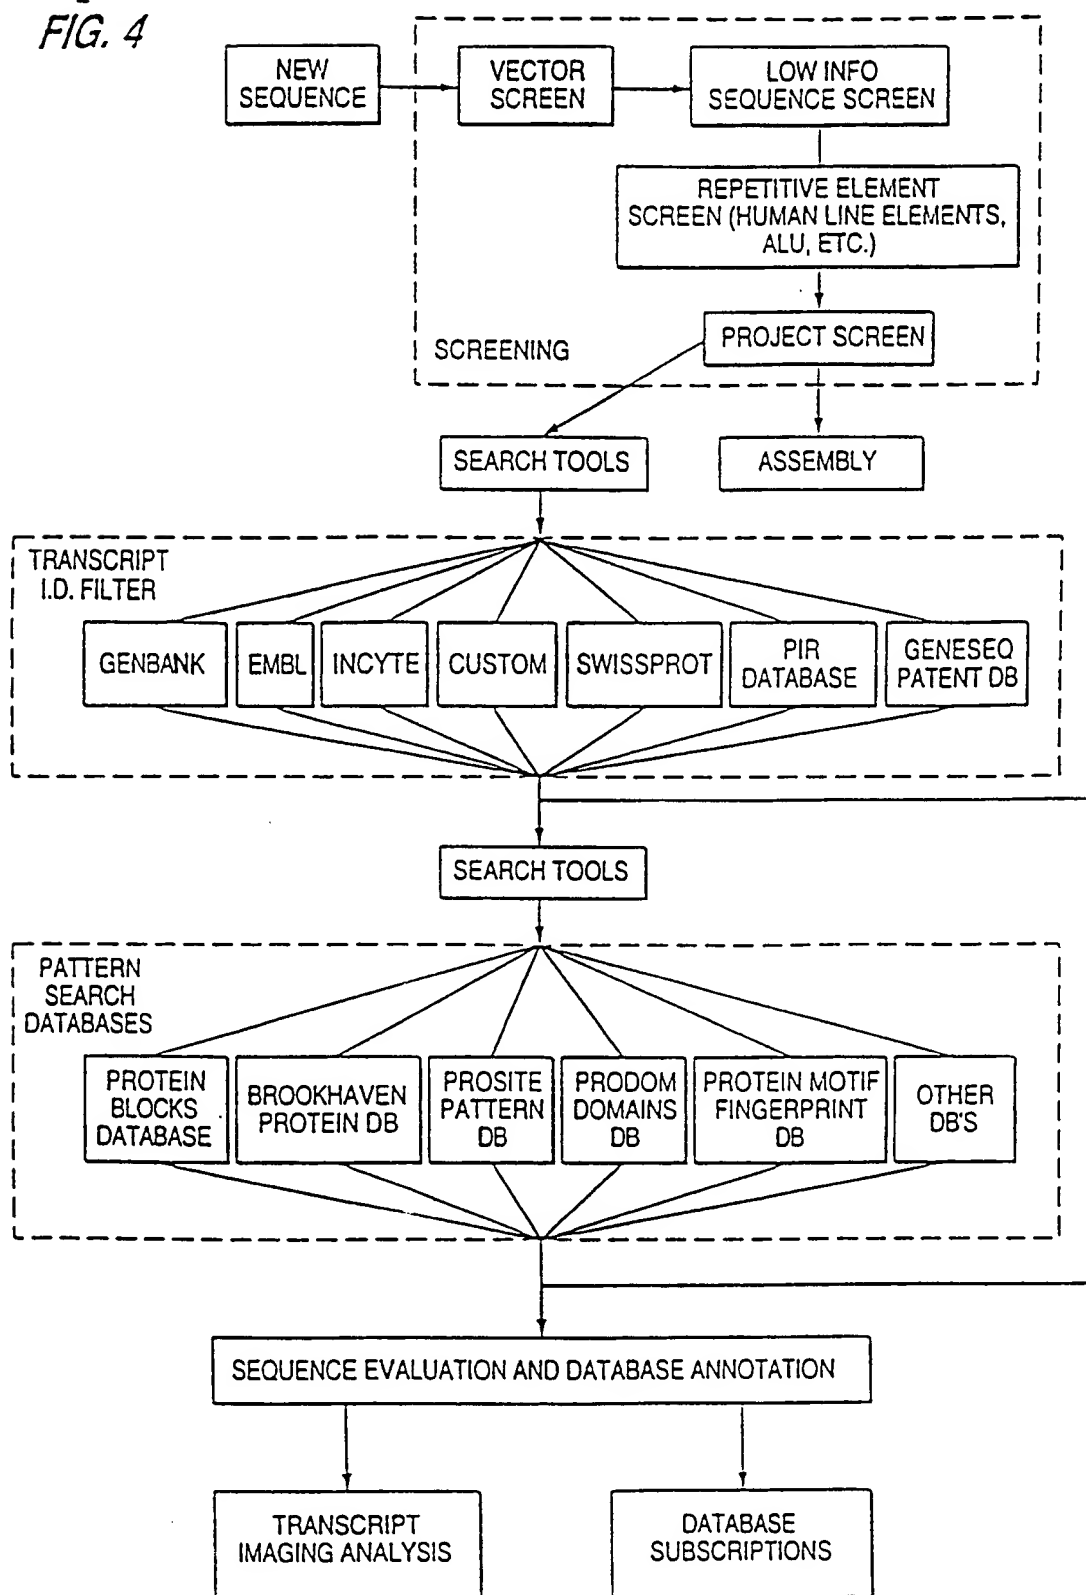 FIG. 4
NEW
SEQUENCE
VECTOR
SCREEN
LOW INFO
SEQUENCE SCREEN
REPETITIVE ELEMENT
SCREEN (HUMAN LINE ELEMENTS,
ALU, ETC.)
PROJECT SCREEN
SCREENING
SEARCH TOOLS
ASSEMBLY
TRANSCRIPT
I.D. FILTER
GENBANK
EMBL
INCYTE
CUSTOM
SWISSPROT
PIR
DATABASE
GENESEQ
PATENT DB
SEARCH TOOLS
PATTERN
SEARCH
DATABASES
PROTEIN
BLOCKS
DATABASE
BROOKHAVEN
PROTEIN DB
PROSITE
PATTERN
DB
PRODOM
DOMAINS
DB
PROTEIN MOTIF
FINGERPRINT
DB
OTHER
DB'S
SEQUENCE EVALUATION AND DATABASE ANNOTATION
TRANSCRIPT
IMAGING ANALYSIS
DATABASE
SUBSCRIPTIONS